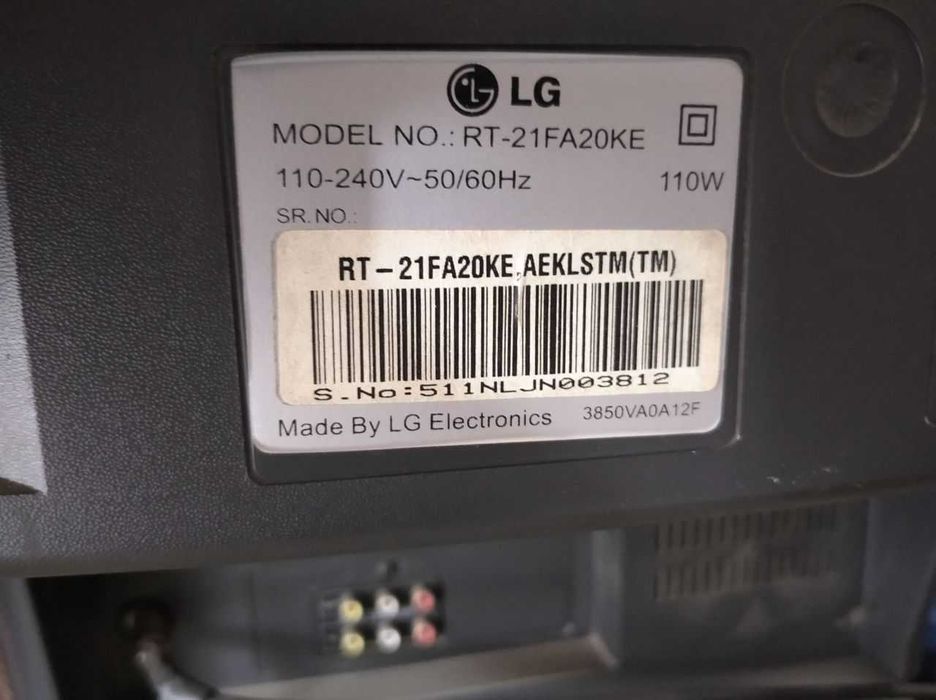 LG
MODEL NO.: RT-21FA20KE
110-240V~50/60Hz 110W
SR. NO.:
RT-21FA20KE.AEKLSTM(TM)
S.No:511NLJN003812
Made By LG Electronics 3850VA0A12F